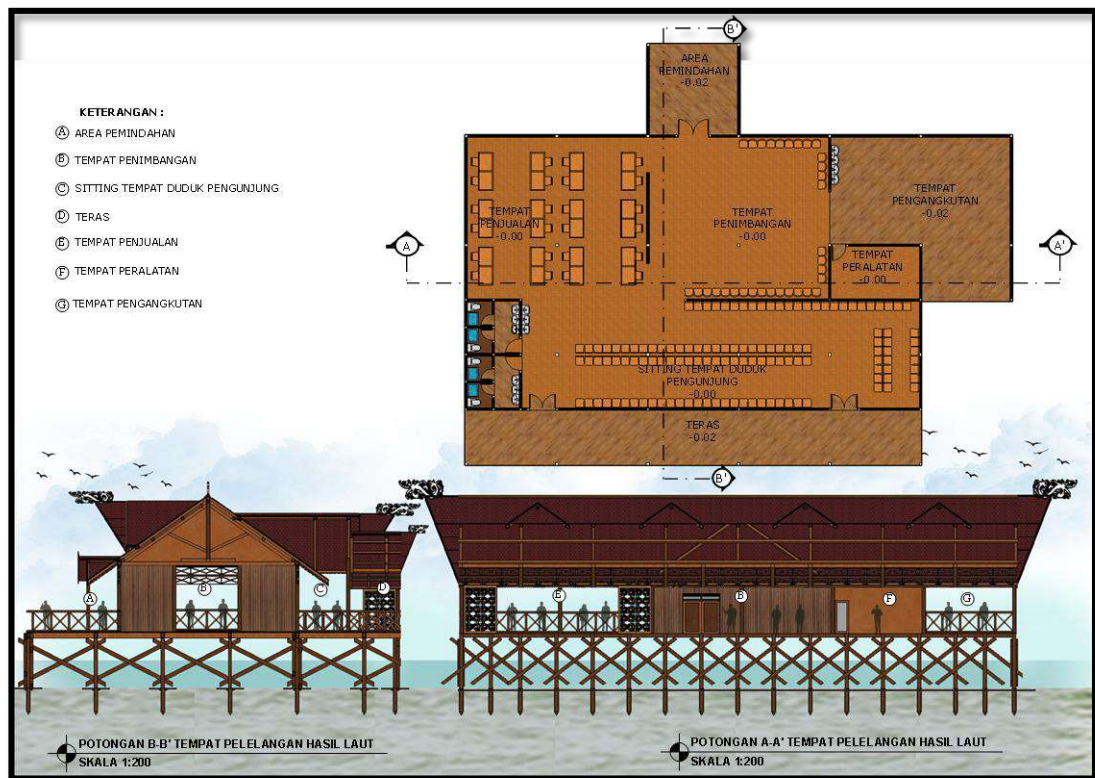 B'
AREA
PEMINDAHAN
-0.02
KETERANGAN :
A AREA PEMINDAHAN
B TEMPAT PENIMBANGAN
C SITTING TEMPAT DUDUK PENGUNJUNG
D TERAS
E TEMPAT PENJUALAN
F TEMPAT PERALATAN
G TEMPAT PENGANGKUTAN
TEMPAT
PENJUALAN
-0.00
TEMPAT
PENIMBANGAN
-0.00
TEMPAT
PENGANGKUTAN
-0.02
TEMPAT
PERALATAN
-0.00
A
A'
SITTING TEMPAT DUDUK
PENGUNJUNG
-0.00
TERAS
-0.02
B'
A
B
C
D
E
B
F
G
POTONGAN B-B' TEMPAT PELELANGAN HASIL LAUT
SKALA 1:200
POTONGAN A-A' TEMPAT PELELANGAN HASIL LAUT
SKALA 1:200